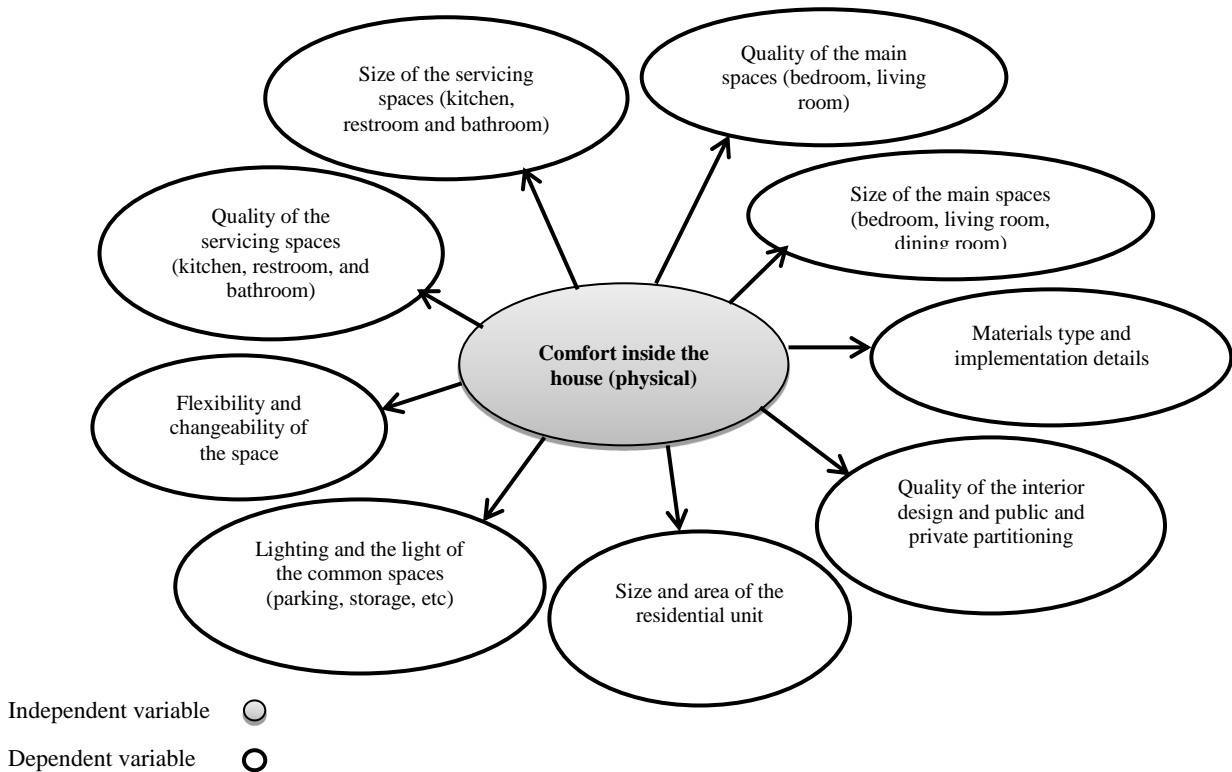 Size of the servicing
spaces (kitchen,
restroom and bathroom)
Quality of the main
spaces (bedroom, living
room)
Quality of the
servicing spaces
(kitchen, restroom, and
bathroom)
Size of the main spaces
(bedroom, living room,
dining room)
Comfort inside the
house (physical)
Materials type and
implementation details
Flexibility and
changeability of
the space
Quality of the interior
design and public and
private partitioning
Lighting and the light of
the common spaces
(parking, storage, etc)
Size and area of the
residential unit
Independent variable
Dependent variable